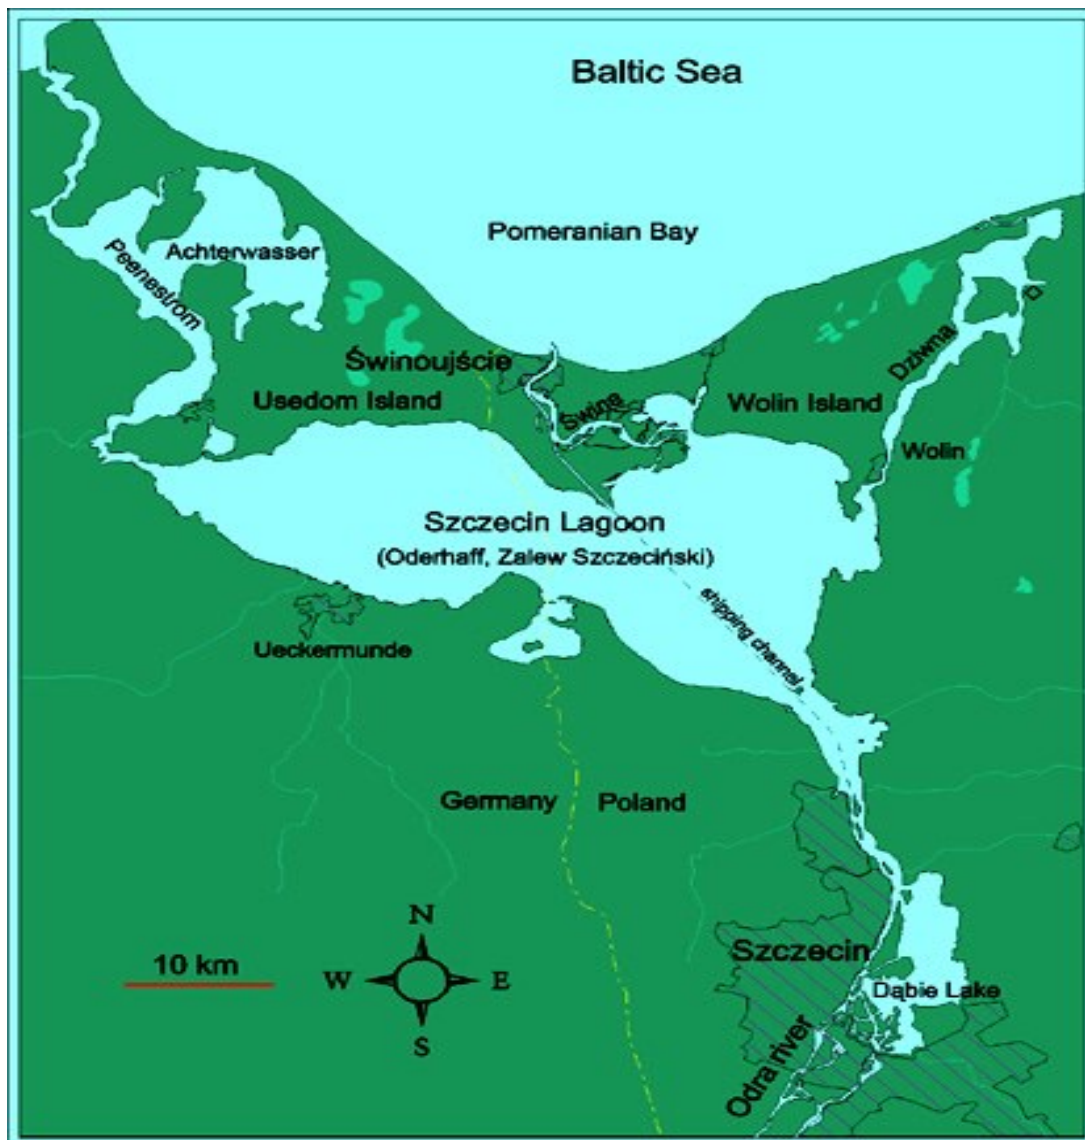 Baltic Sea
Pomeranian Bay
Achterwasser
Peenestrom
Świnoujście
Usedom Island
Świna
Wolin Island
Dziwna
Wolin
Szczecin Lagoon
(Oderhaff, Zalew Szczeciński)
shipping channel
Ueckermunde
Germany
Poland
N
W
E
S
10 km
Szczecin
Dąbie Lake
Odra river